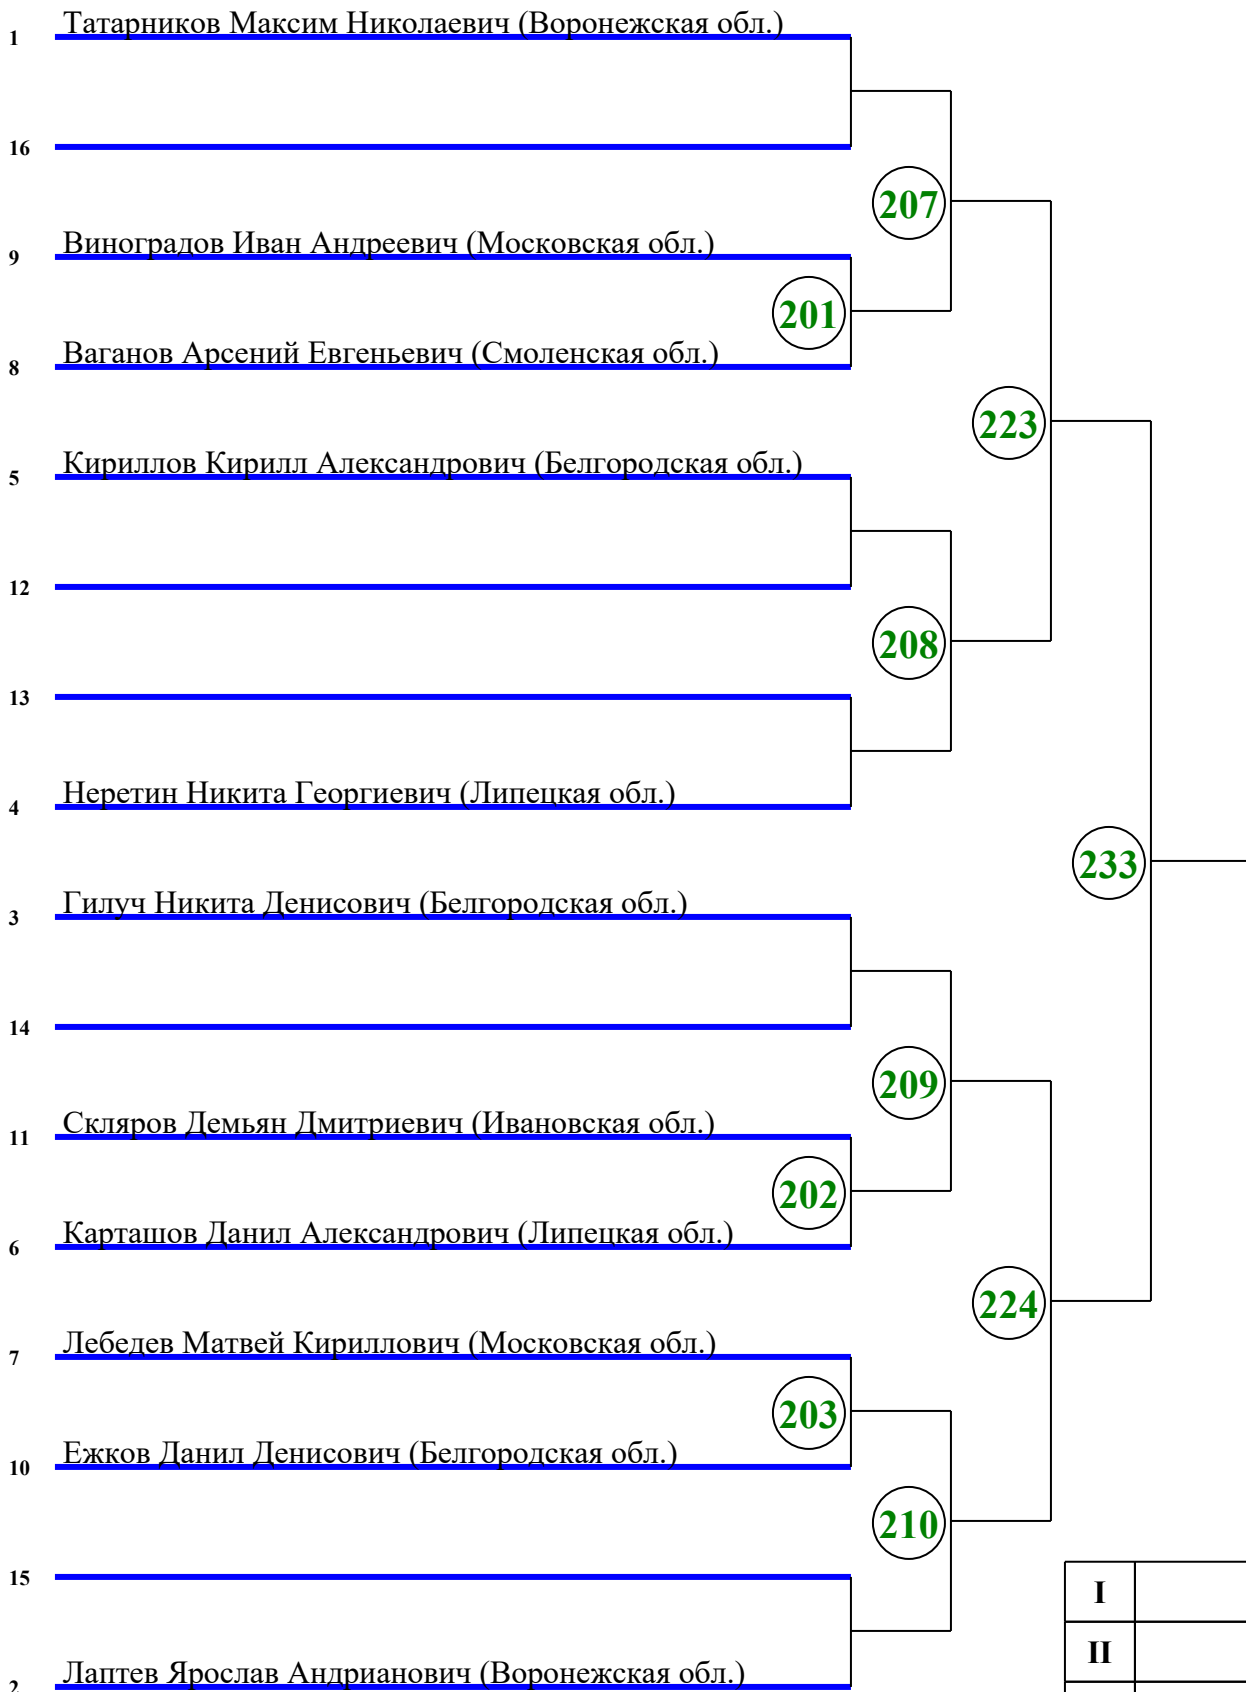 1 Татарников Максим Николаевич (Воронежская обл.)
16
207
9 Виноградов Иван Андреевич (Московская обл.)
201
8 Ваганов Арсений Евгеньевич (Смоленская обл.)
223
5 Кириллов Кирилл Александрович (Белгородская обл.)
12
208
13
4 Неретин Никита Георгиевич (Липецкая обл.)
233
3 Гилуч Никита Денисович (Белгородская обл.)
14
209
11 Скляров Демьян Дмитриевич (Ивановская обл.)
202
6 Карташов Данил Александрович (Липецкая обл.)
224
7 Лебедев Матвей Кириллович (Московская обл.)
203
10 Ежков Данил Денисович (Белгородская обл.)
210
15
I
II
2 Лаптев Ярослав Андрианович (Воронежская обл.)